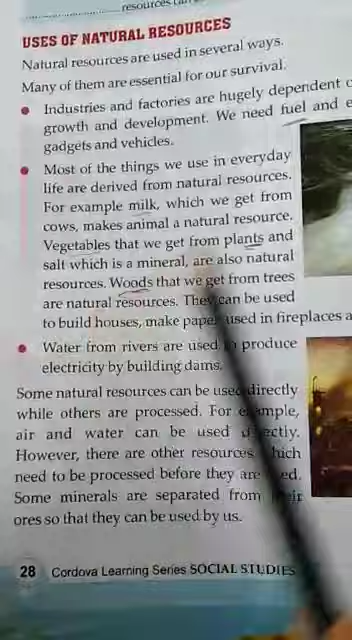 resources
USES OF NATURAL RESOURCES
Natural resources are used in several ways.
Many of them are essential for our survival.
• Industries and factories are hugely dependent
growth and development. We need fuel and
gadgets and vehicles.
• Most of the things we use in everyday
life are derived from natural resources.
For example milk, which we get from
cows, makes animal a natural resource.
Vegetables that we get from plants and
salt which is a mineral, are also natural
resources. Woods that we get from trees
are natural resources. They can be used
to build houses, make paper used in fireplaces a
• Water from rivers are used to produce
electricity by building dams.
Some natural resources can be used directly
while others are processed. For example,
air and water can be used directly.
However, there are other resources which
need to be processed before they are used.
Some minerals are separated from their
ores so that they can be used by us.
28 Cordova Learning Series SOCIAL STUDIES